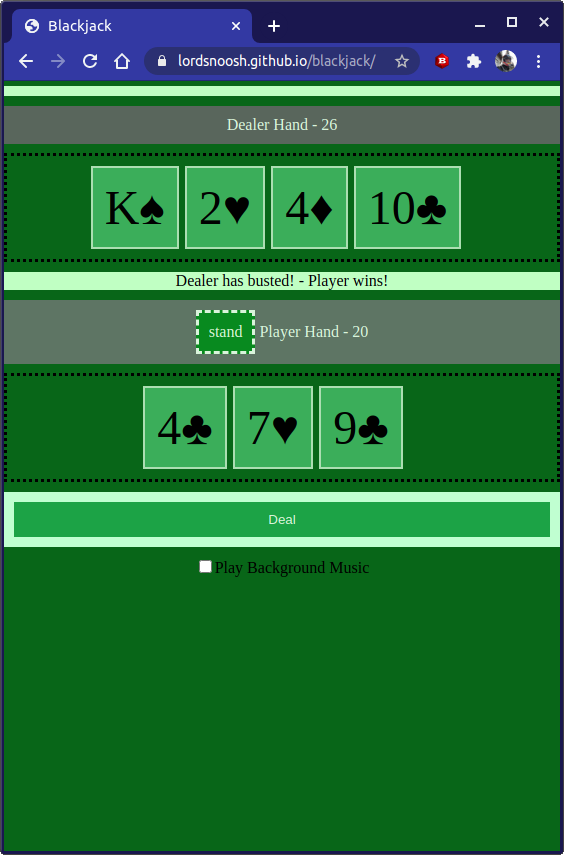 Blackjack
lordsnoosh.github.io/blackjack/
Dealer Hand - 26
K♠ 2♥ 4♦ 10♣
Dealer has busted! - Player wins!
stand Player Hand - 20
4♣ 7♥ 9♣
Deal
Play Background Music